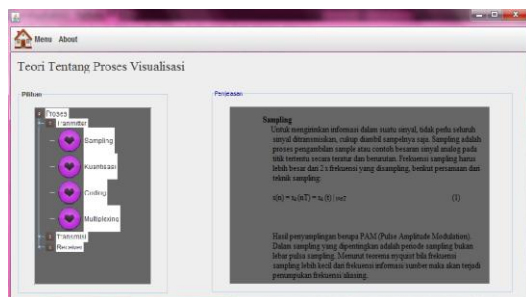 Menu About
Teori Tentang Proses Visualisasi
Pilihan
Proses
Tranmitter
Sampling
Kuantisasi
Coding
Multiplexing
Transmisi
Receiver
Penjelasan
Sampling
Untuk mengirimkan informasi dalam suatu sinyal, tidak perlu seluruh
sinyal ditransmisikan, cukup diambil sampelnya saja. Sampling adalah
proses pengambilan sample atau contoh besaran sinyal analog pada
titik tertentu secara teratur dan berurutan. Frekuensi sampling harus
lebih besar dari 2 x frekuensi yang disampling, berikut persamaan dari
teknik sampling:
(1)
Hasil penyamplingan berupa PAM (Pulse Amplitude Modulation).
Dalam sampling yang dipentingkan adalah periode sampling bukan
lebar pulsa sampling. Menurut teorema nyquist bila frekuensi
sampling lebih kecil dari frekuensi informasi sumber maka akan terjadi
penumpukan frekuensi/aliasing.